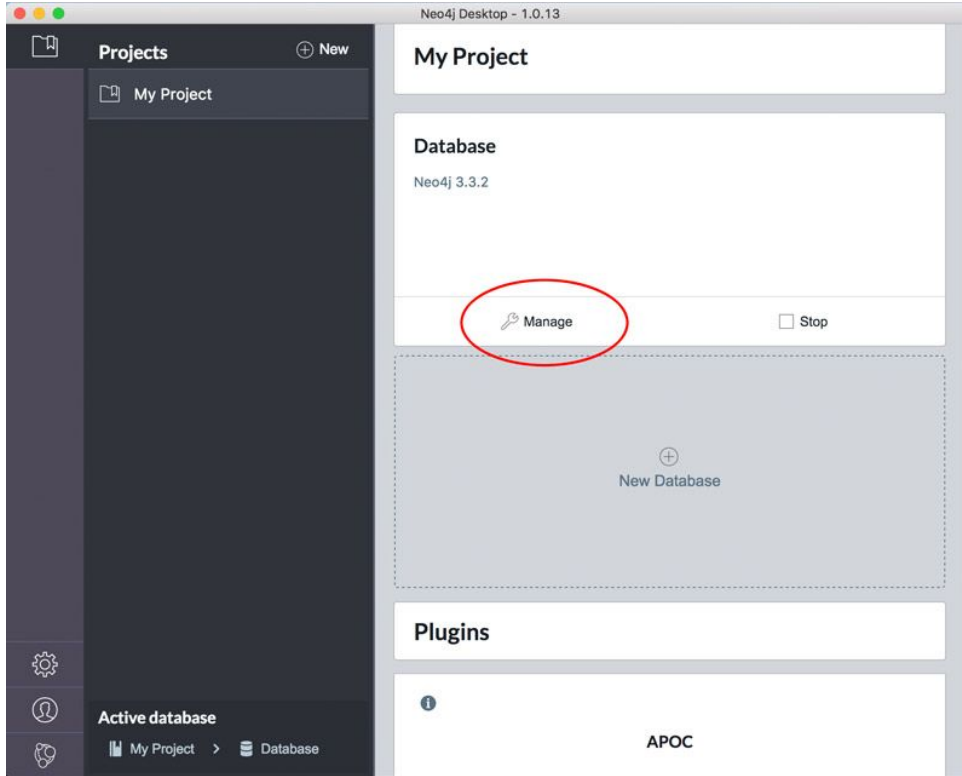 Neo4j Desktop - 1.0.13
Projects
New
My Project
Active database
My Project > Database
My Project
Database
Neo4j 3.3.2
Manage
Stop
New Database
Plugins
APOC